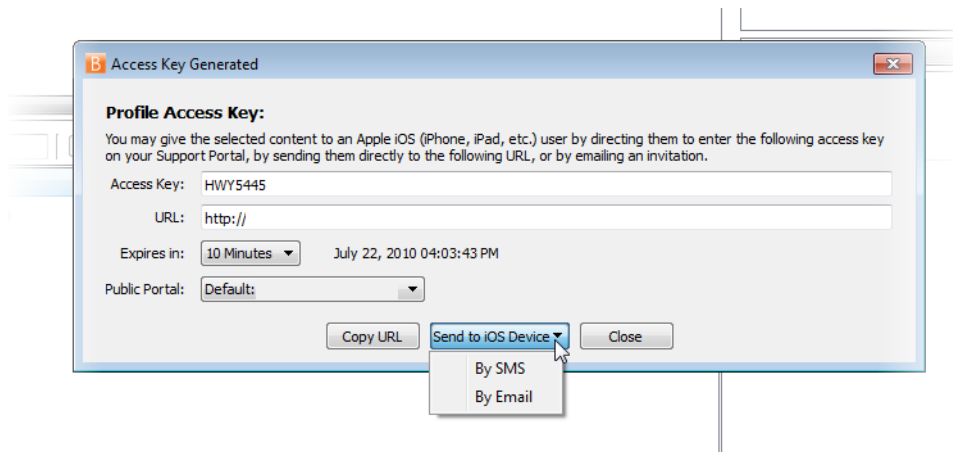 B Access Key Generated
Profile Access Key:
You may give the selected content to an Apple iOS (iPhone, iPad, etc.) user by directing them to enter the following access key
on your Support Portal, by sending them directly to the following URL, or by emailing an invitation.
Access Key: HWY5445
URL: http://
Expires in: 10 Minutes July 22, 2010 04:03:43 PM
Public Portal: Default:
Copy URL Send to iOS Device Close
By SMS
By Email